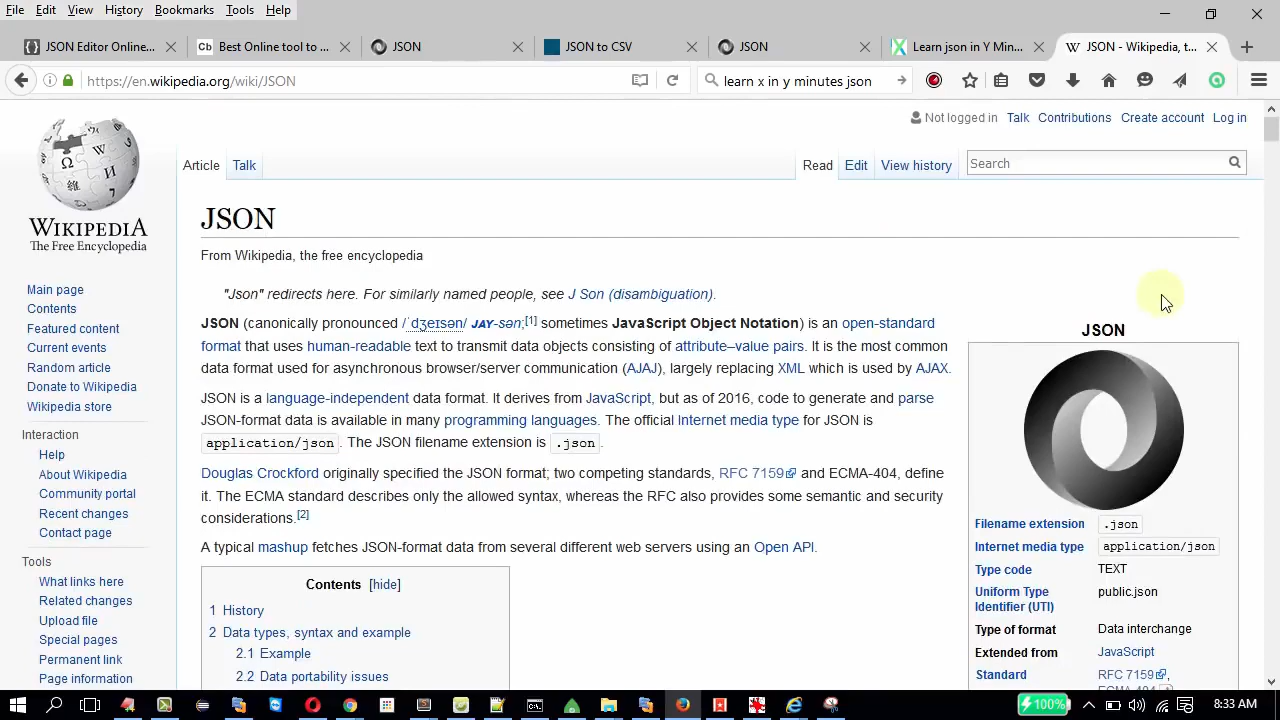 File Edit View History Bookmarks Tools Help
JSON Editor Online...
Best Online tool to ...
JSON
JSON to CSV
JSON
Learn json in Y Min...
JSON - Wikipedia, t...
https://en.wikipedia.org/wiki/JSON
learn x in y minutes json
Not logged in Talk Contributions Create account Log in
Article Talk
Read Edit View history
Search
WIKIPEDIA
The Free Encyclopedia
Main page
Contents
Featured content
Current events
Random article
Donate to Wikipedia
Wikipedia store
Interaction
Help
About Wikipedia
Community portal
Recent changes
Contact page
Tools
What links here
Related changes
Upload file
Special pages
Permanent link
Page information
JSON
From Wikipedia, the free encyclopedia
"Json" redirects here. For similarly named people, see J Son (disambiguation).
JSON (canonically pronounced /ˈdʒeɪsən/ JAY-sən;[1] sometimes JavaScript Object Notation) is an open-standard
format that uses human-readable text to transmit data objects consisting of attribute–value pairs. It is the most common
data format used for asynchronous browser/server communication (AJAJ), largely replacing XML which is used by AJAX.
JSON is a language-independent data format. It derives from JavaScript, but as of 2016, code to generate and parse
JSON-format data is available in many programming languages. The official Internet media type for JSON is
application/json. The JSON filename extension is .json.
Douglas Crockford originally specified the JSON format; two competing standards, RFC 7159 and ECMA-404, define
it. The ECMA standard describes only the allowed syntax, whereas the RFC also provides some semantic and security
considerations.[2]
A typical mashup fetches JSON-format data from several different web servers using an Open API.
Contents [hide]
1 History
2 Data types, syntax and example
2.1 Example
2.2 Data portability issues
JSON
Filename extension .json
Internet media type application/json
Type code TEXT
Uniform Type
Identifier (UTI) public.json
Type of format Data interchange
Extended from JavaScript
Standard RFC 7159,
ECMA-404
100%
8:33 AM